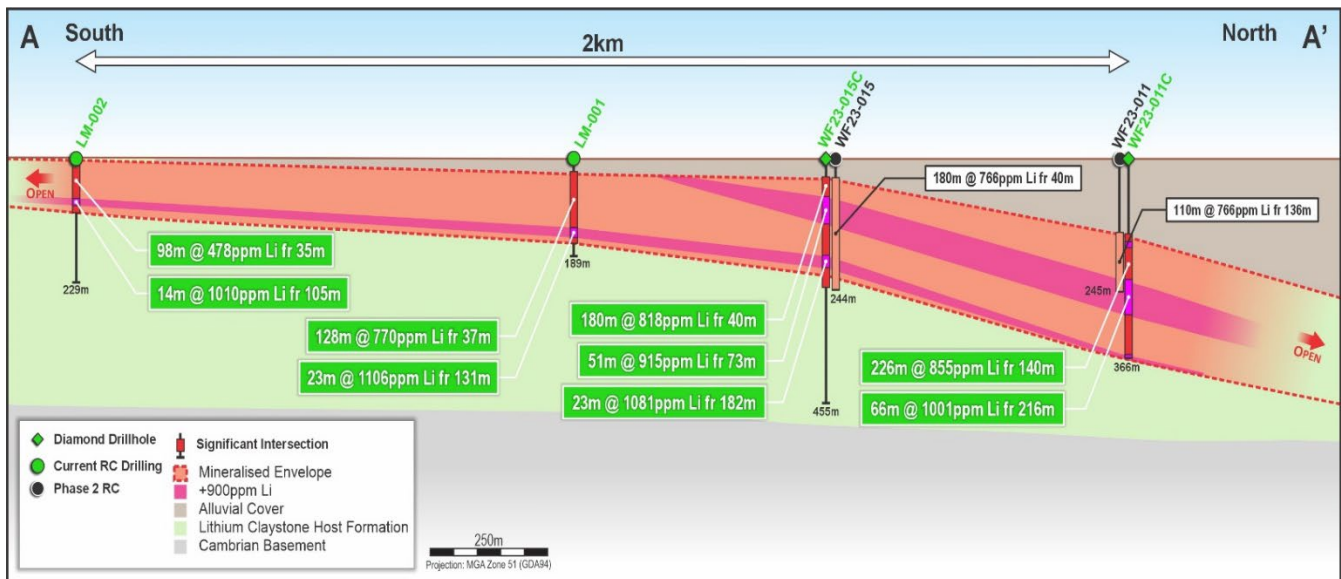 A South
2km
North A'
LM-002
LM-001
WF23-015C
WF23-015
WF23-011
WF23-011C
180m @ 766ppm Li fr 40m
110m @ 766ppm Li fr 136m
OPEN
98m @ 478ppm Li fr 35m
14m @ 1010ppm Li fr 105m
229m
128m @ 770ppm Li fr 37m
23m @ 1106ppm Li fr 131m
189m
180m @ 818ppm Li fr 40m
51m @ 915ppm Li fr 73m
23m @ 1081ppm Li fr 182m
244m
455m
245m
226m @ 855ppm Li fr 140m
66m @ 1001ppm Li fr 216m
366m
OPEN
Diamond Drillhole
Current RC Drilling
Phase 2 RC
Significant Intersection
Mineralised Envelope
+900ppm Li
Alluvial Cover
Lithium Claystone Host Formation
Cambrian Basement
250m
Projection: MGA Zone 51 (GDA94)